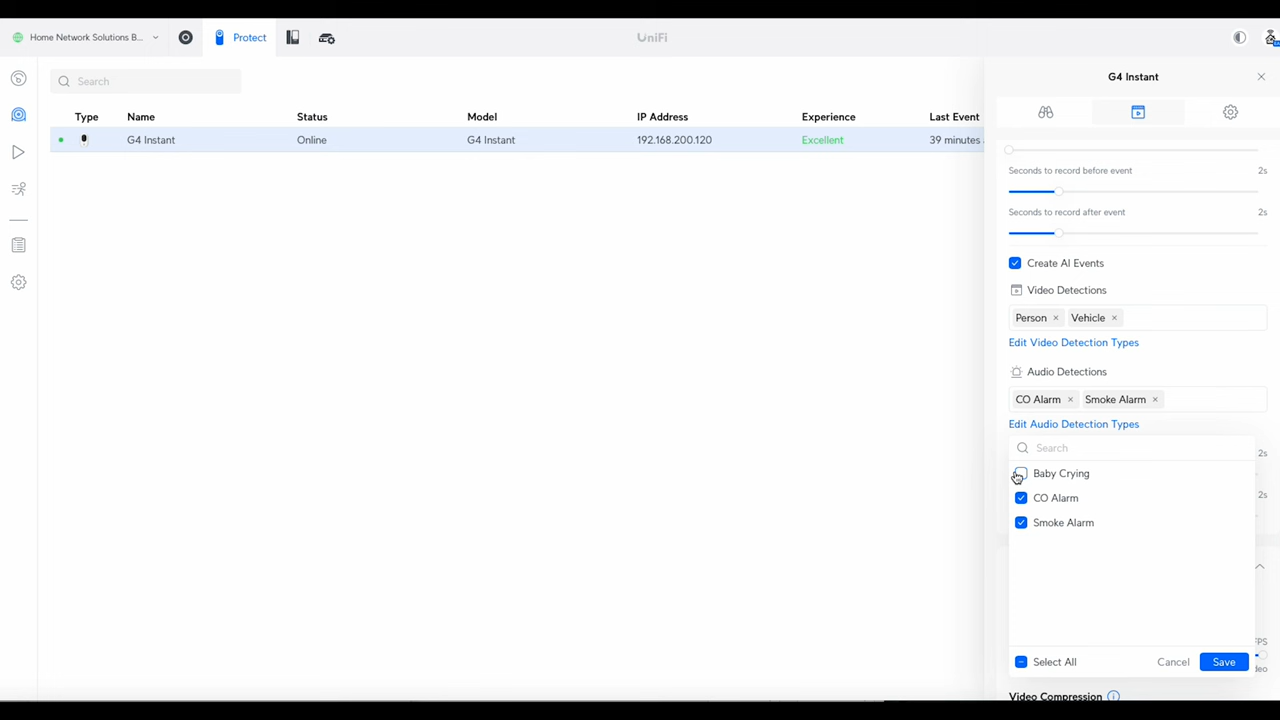 Home Network Solutions B...
Protect
UniFi
Search
Type Name Status Model IP Address Experience Last Event
G4 Instant Online G4 Instant 192.168.200.120 Excellent 39 minutes
G4 Instant
Seconds to record before event 2s
Seconds to record after event 2s
Create AI Events
Video Detections
Person × Vehicle ×
Edit Video Detection Types
Audio Detections
CO Alarm × Smoke Alarm ×
Edit Audio Detection Types
Search
2s
Baby Crying
2s
CO Alarm
Smoke Alarm
FPS
Select All Cancel Save
Video Compression